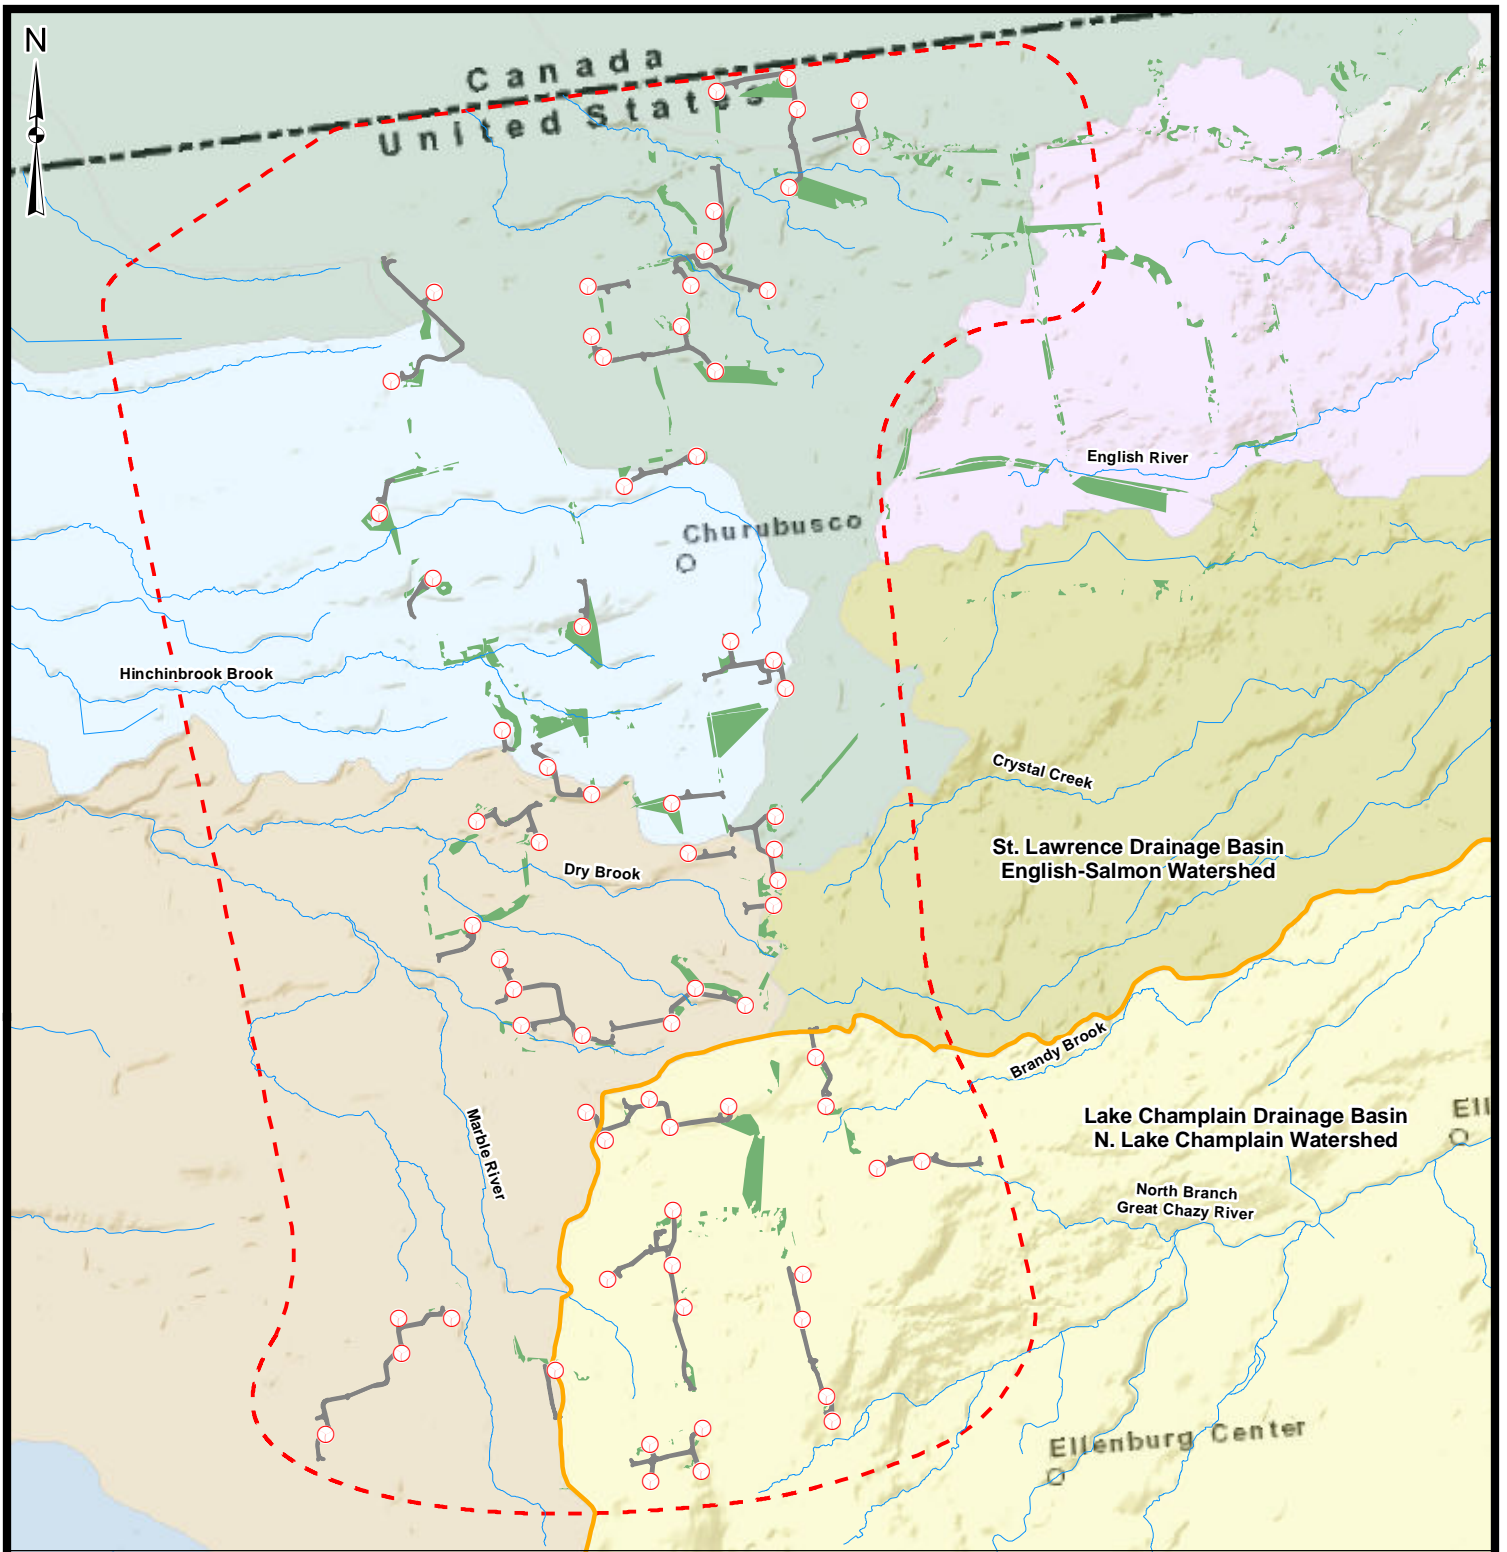 N
Canada
United States
English River
Churubusco
Hinchinbrook Brook
Crystal Creek
St. Lawrence Drainage Basin
English-Salmon Watershed
Dry Brook
Brandy Brook
Lake Champlain Drainage Basin
N. Lake Champlain Watershed
Ell
Marble River
North Branch
Great Chazy River
Ellenburg Center